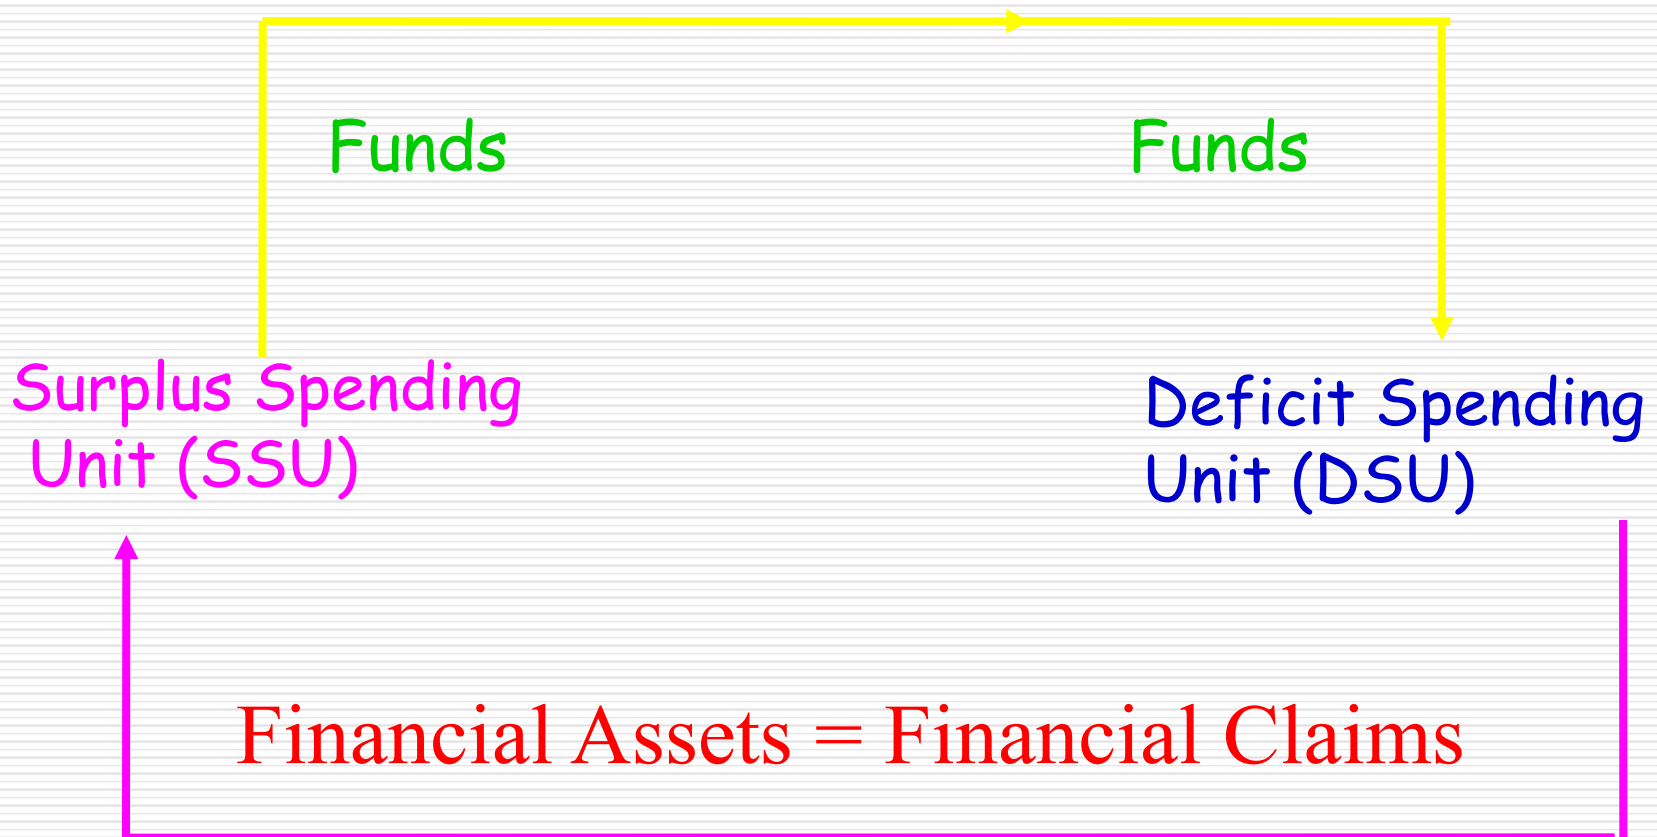 Funds
Funds
Surplus Spending
Unit (SSU)
Deficit Spending
Unit (DSU)
Financial Assets = Financial Claims